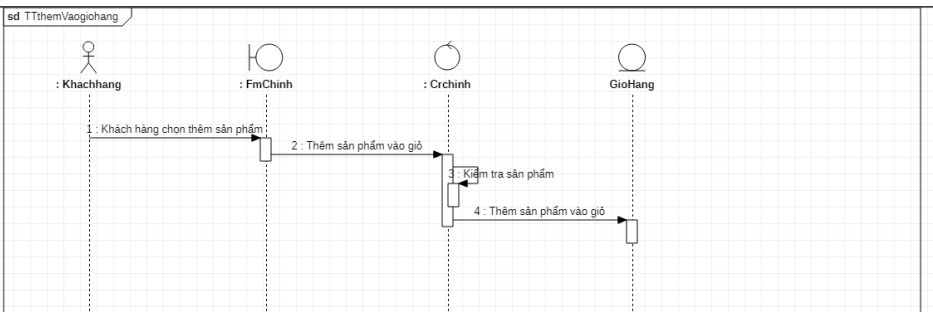 sd TTthemVaogiohang
: Khachhang
: FmChinh
: Crchinh
GioHang
1 : Khách hàng chọn thêm sản phẩm
2 : Thêm sản phẩm vào giỏ
3 : Kiểm tra sản phẩm
4 : Thêm sản phẩm vào giỏ